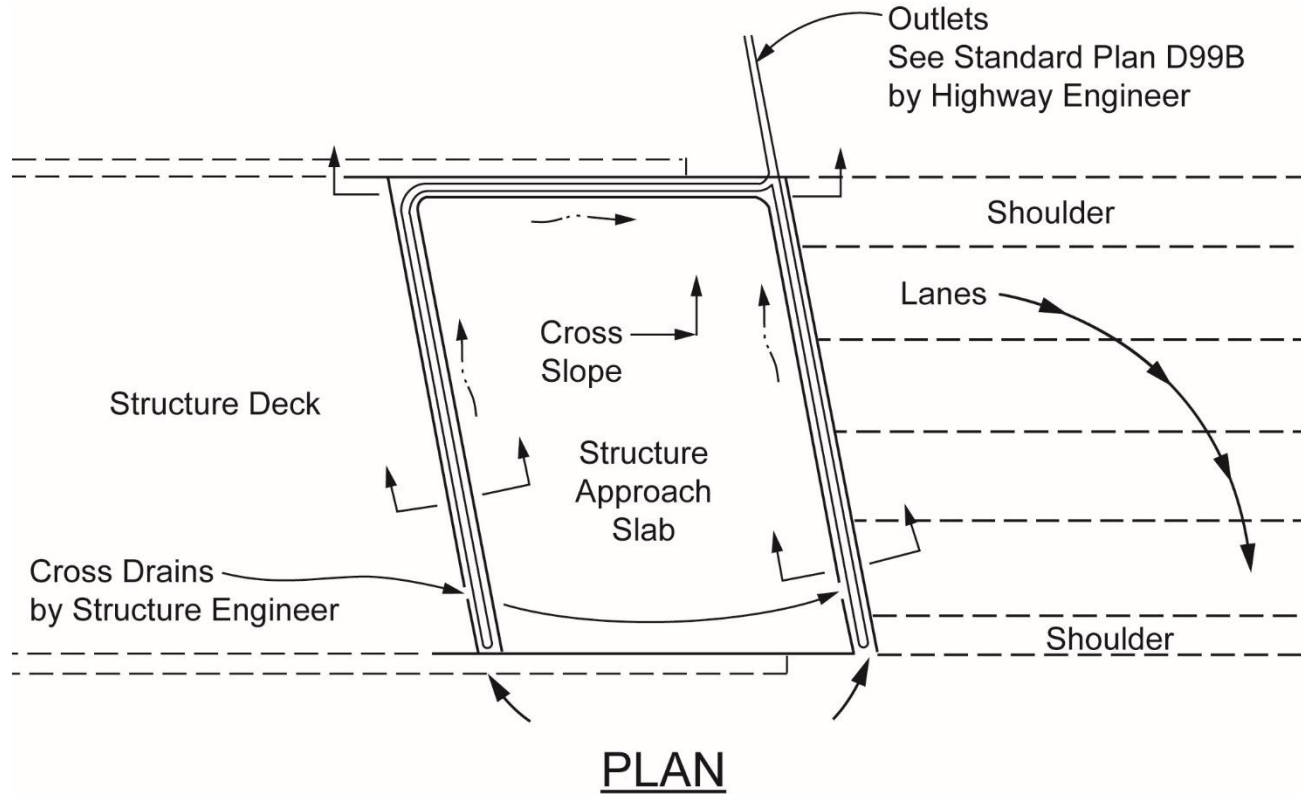 Outlets
See Standard Plan D99B
by Highway Engineer
Shoulder
Lanes
Cross
Slope
Structure Deck
Structure
Approach
Slab
Cross Drains
by Structure Engineer
Shoulder
PLAN